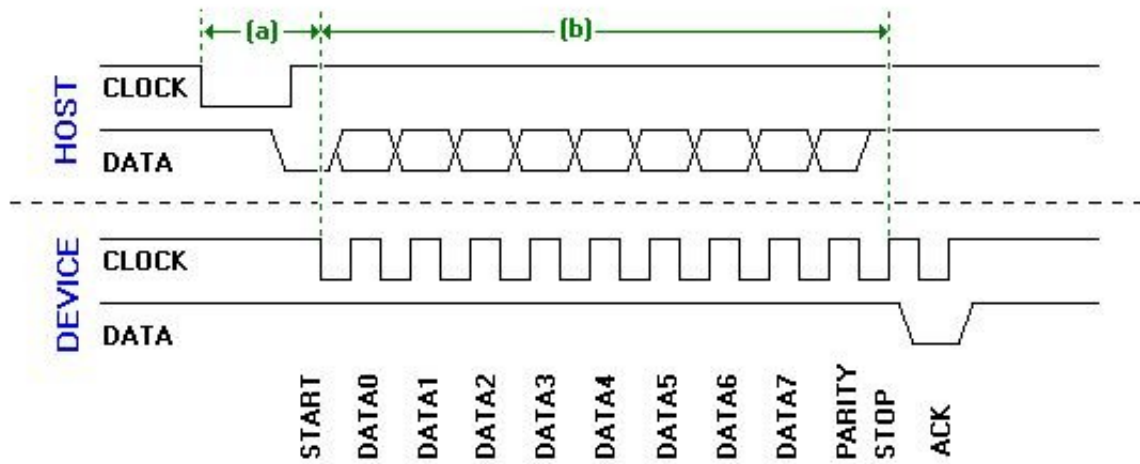 (a)
(b)
HOST
CLOCK
DATA
DEVICE
CLOCK
DATA
START
DATA0
DATA1
DATA2
DATA3
DATA4
DATA5
DATA6
DATA7
PARITY
STOP
ACK